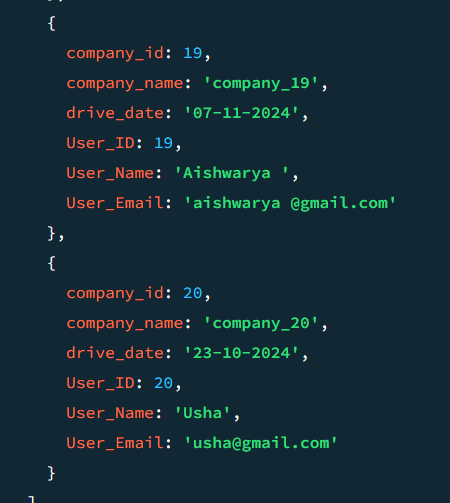 {
company_id: 19,
company_name: 'company_19',
drive_date: '07-11-2024',
User_ID: 19,
User_Name: 'Aishwarya ',
User_Email: 'aishwarya @gmail.com'
},
{
company_id: 20,
company_name: 'company_20',
drive_date: '23-10-2024',
User_ID: 20,
User_Name: 'Usha',
User_Email: 'usha@gmail.com'
}